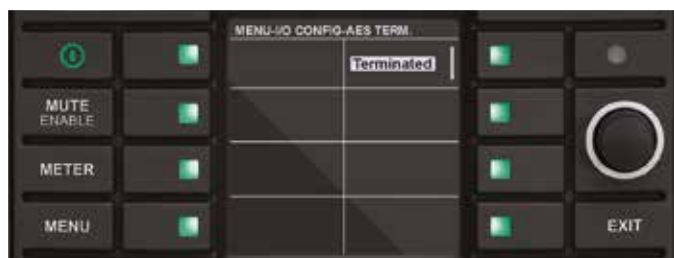 MENU-I/O CONFIG-AES TERM.
Terminated
MUTE
ENABLE
METER
MENU
EXIT